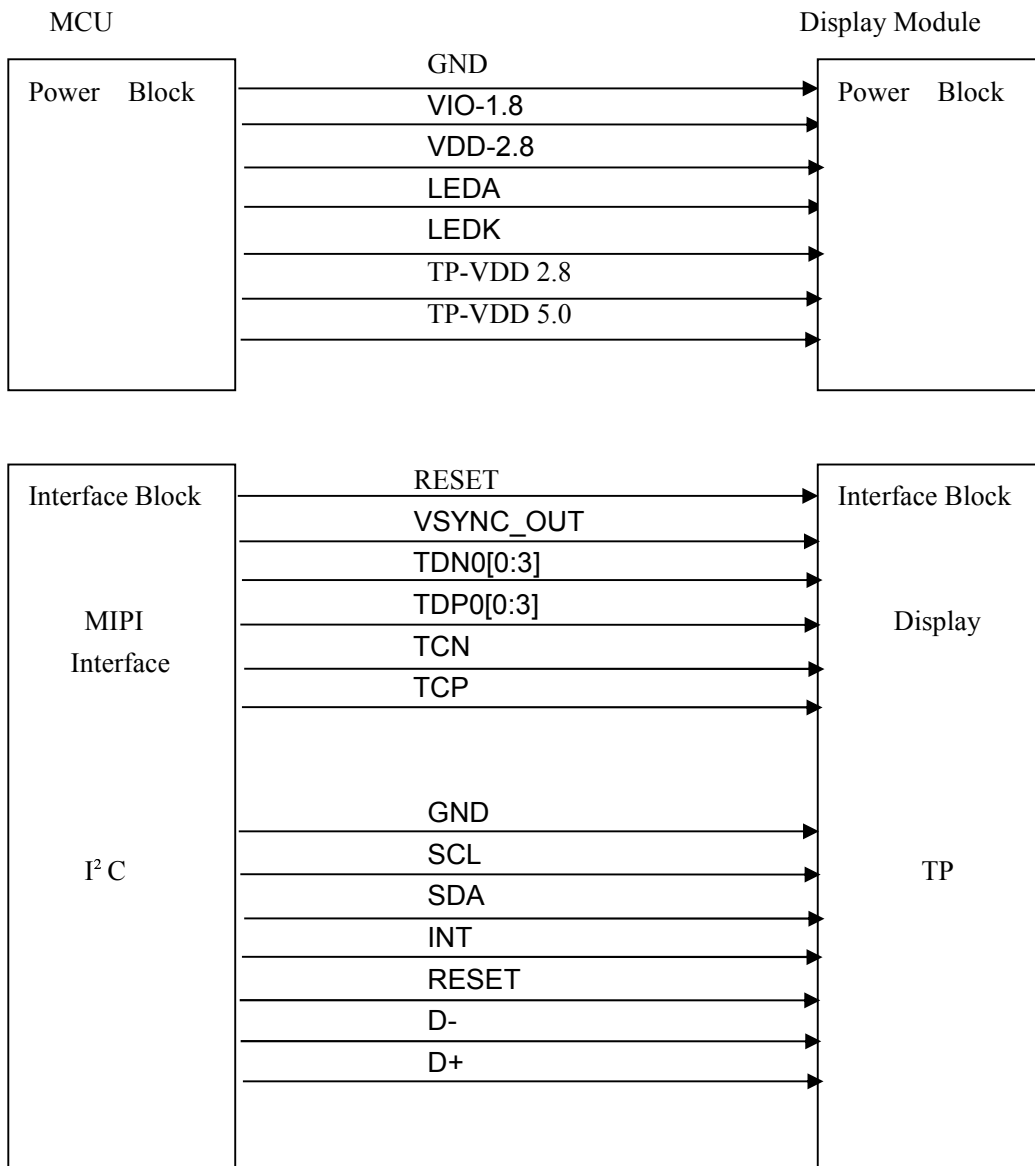 MCU
Display Module
Power Block
GND
VIO-1.8
VDD-2.8
LEDA
LEDK
TP-VDD 2.8
TP-VDD 5.0
Power Block
Interface Block
MIPI
Interface
I² C
RESET
VSYNC_OUT
TDN0[0:3]
TDP0[0:3]
TCN
TCP
GND
SCL
SDA
INT
RESET
D-
D+
Interface Block
Display
TP